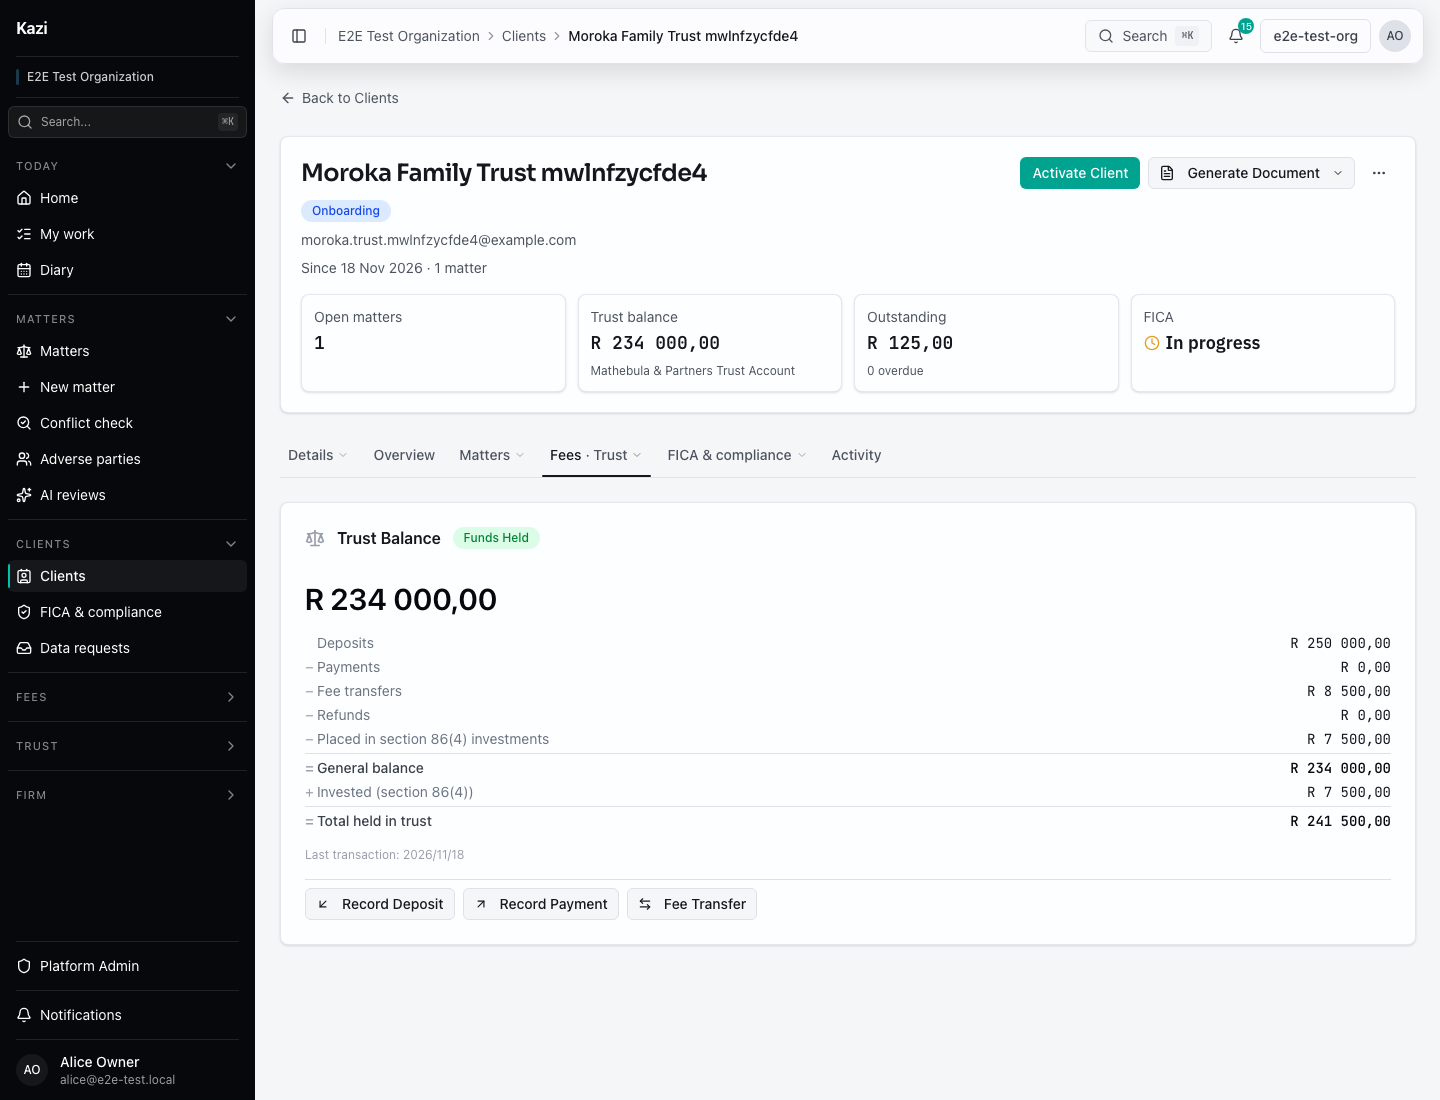 Kazi
E2E Test Organization
Search... ⌘K
TODAY
Home
My work
Diary
MATTERS
Matters
New matter
Conflict check
Adverse parties
AI reviews
CLIENTS
Clients
FICA & compliance
Data requests
FEES
TRUST
FIRM
Platform Admin
Notifications
AO Alice Owner
alice@e2e-test.local
E2E Test Organization > Clients > Moroka Family Trust mwlnfzycfde4
Search ⌘K 15 e2e-test-org AO
Back to Clients
Moroka Family Trust mwlnfzycfde4
Activate Client Generate Document
Onboarding
moroka.trust.mwlnfzycfde4@example.com
Since 18 Nov 2026 · 1 matter
Open matters
1
Trust balance
R 234 000,00
Mathebula & Partners Trust Account
Outstanding
R 125,00
0 overdue
FICA
In progress
Details Overview Matters Fees · Trust FICA & compliance Activity
Trust Balance Funds Held
R 234 000,00
Deposits R 250 000,00
− Payments R 0,00
− Fee transfers R 8 500,00
− Refunds R 0,00
− Placed in section 86(4) investments R 7 500,00
= General balance R 234 000,00
+ Invested (section 86(4)) R 7 500,00
= Total held in trust R 241 500,00
Last transaction: 2026/11/18
Record Deposit Record Payment Fee Transfer